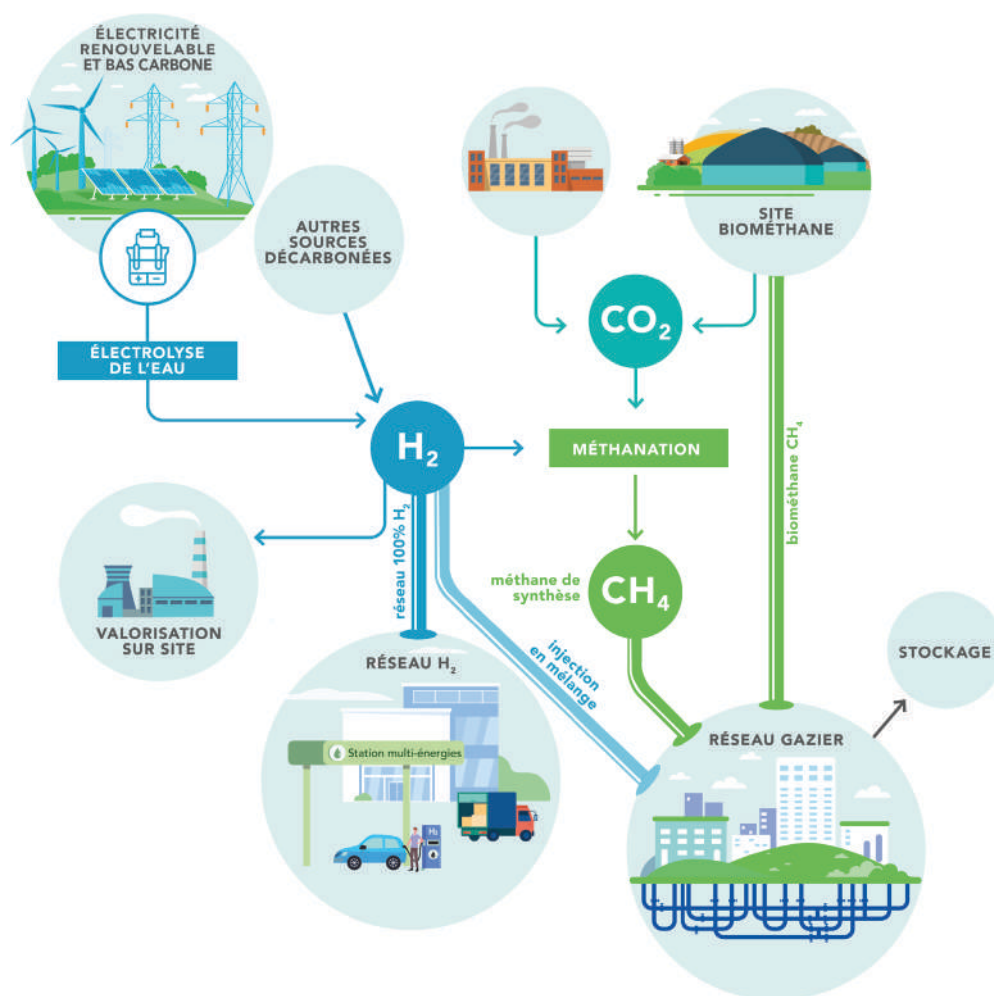 ÉLECTRICITÉ
RENOUVELABLE
ET BAS CARBONE
AUTRES
SOURCES
DÉCARBONÉES
SITE
BIOMÉTHANE
CO₂
ÉLECTROLYSE
DE L'EAU
H₂
MÉTHANATION
biométhane CH₄
réseau 100% H₂
méthane de
synthèse
CH₄
VALORISATION
SUR SITE
injection
en mélange
STOCKAGE
RÉSEAU H₂
Station multi-énergies
H₂
RÉSEAU GAZIER